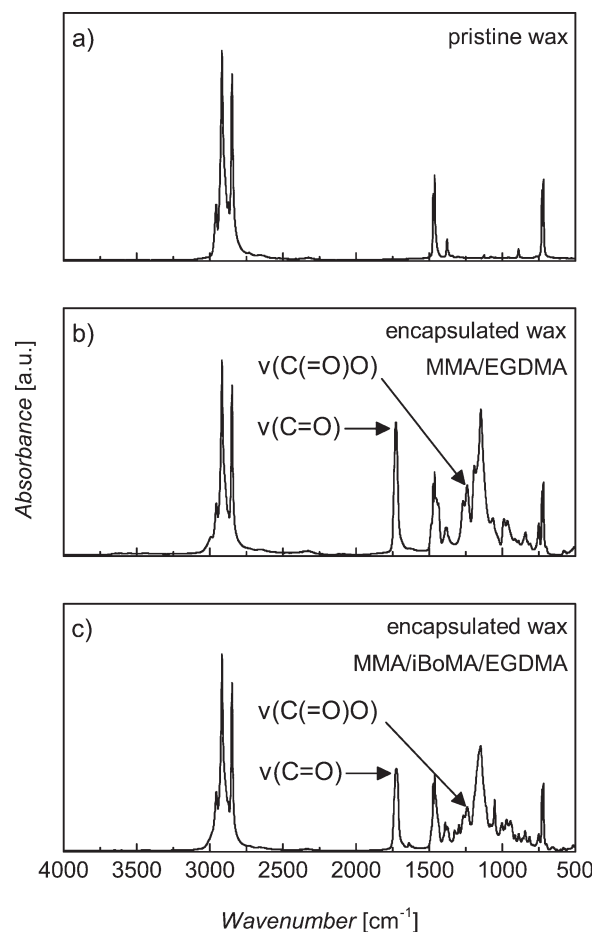 a)
pristine wax
b)
encapsulated wax
ν(C(=O)O)
MMA/EGDMA
ν(C=O)
Absorbance [a.u.]
c)
encapsulated wax
MMA/iBoMA/EGDMA
ν(C(=O)O)
ν(C=O)
4000 3500 3000 2500 2000 1500 1000 500
Wavenumber [cm⁻¹]